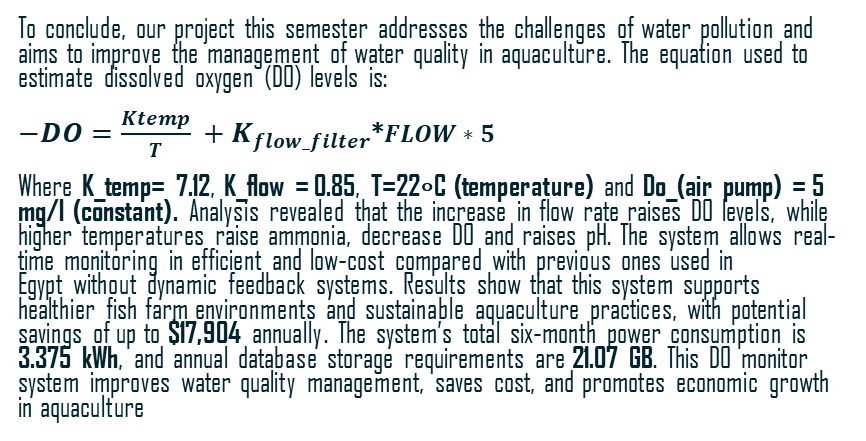 To conclude, our project this semester addresses the challenges of water pollution and
aims to improve the management of water quality in aquaculture. The equation used to
estimate dissolved oxygen (DO) levels is:
−DO = Ktemp/T + K_flow_filter*FLOW * 5
Where K_temp= 7.12, K_flow = 0.85, T=22∘C (temperature) and Do_(air pump) = 5
mg/l (constant). Analysis revealed that the increase in flow rate raises DO levels, while
higher temperatures raise ammonia, decrease DO and raises pH. The system allows real-
time monitoring in efficient and low-cost compared with previous ones used in
Egypt without dynamic feedback systems. Results show that this system supports
healthier fish farm environments and sustainable aquaculture practices, with potential
savings of up to $17,904 annually. The system's total six-month power consumption is
3.375 kWh, and annual database storage requirements are 21.07 GB. This DO monitor
system improves water quality management, saves cost, and promotes economic growth
in aquaculture